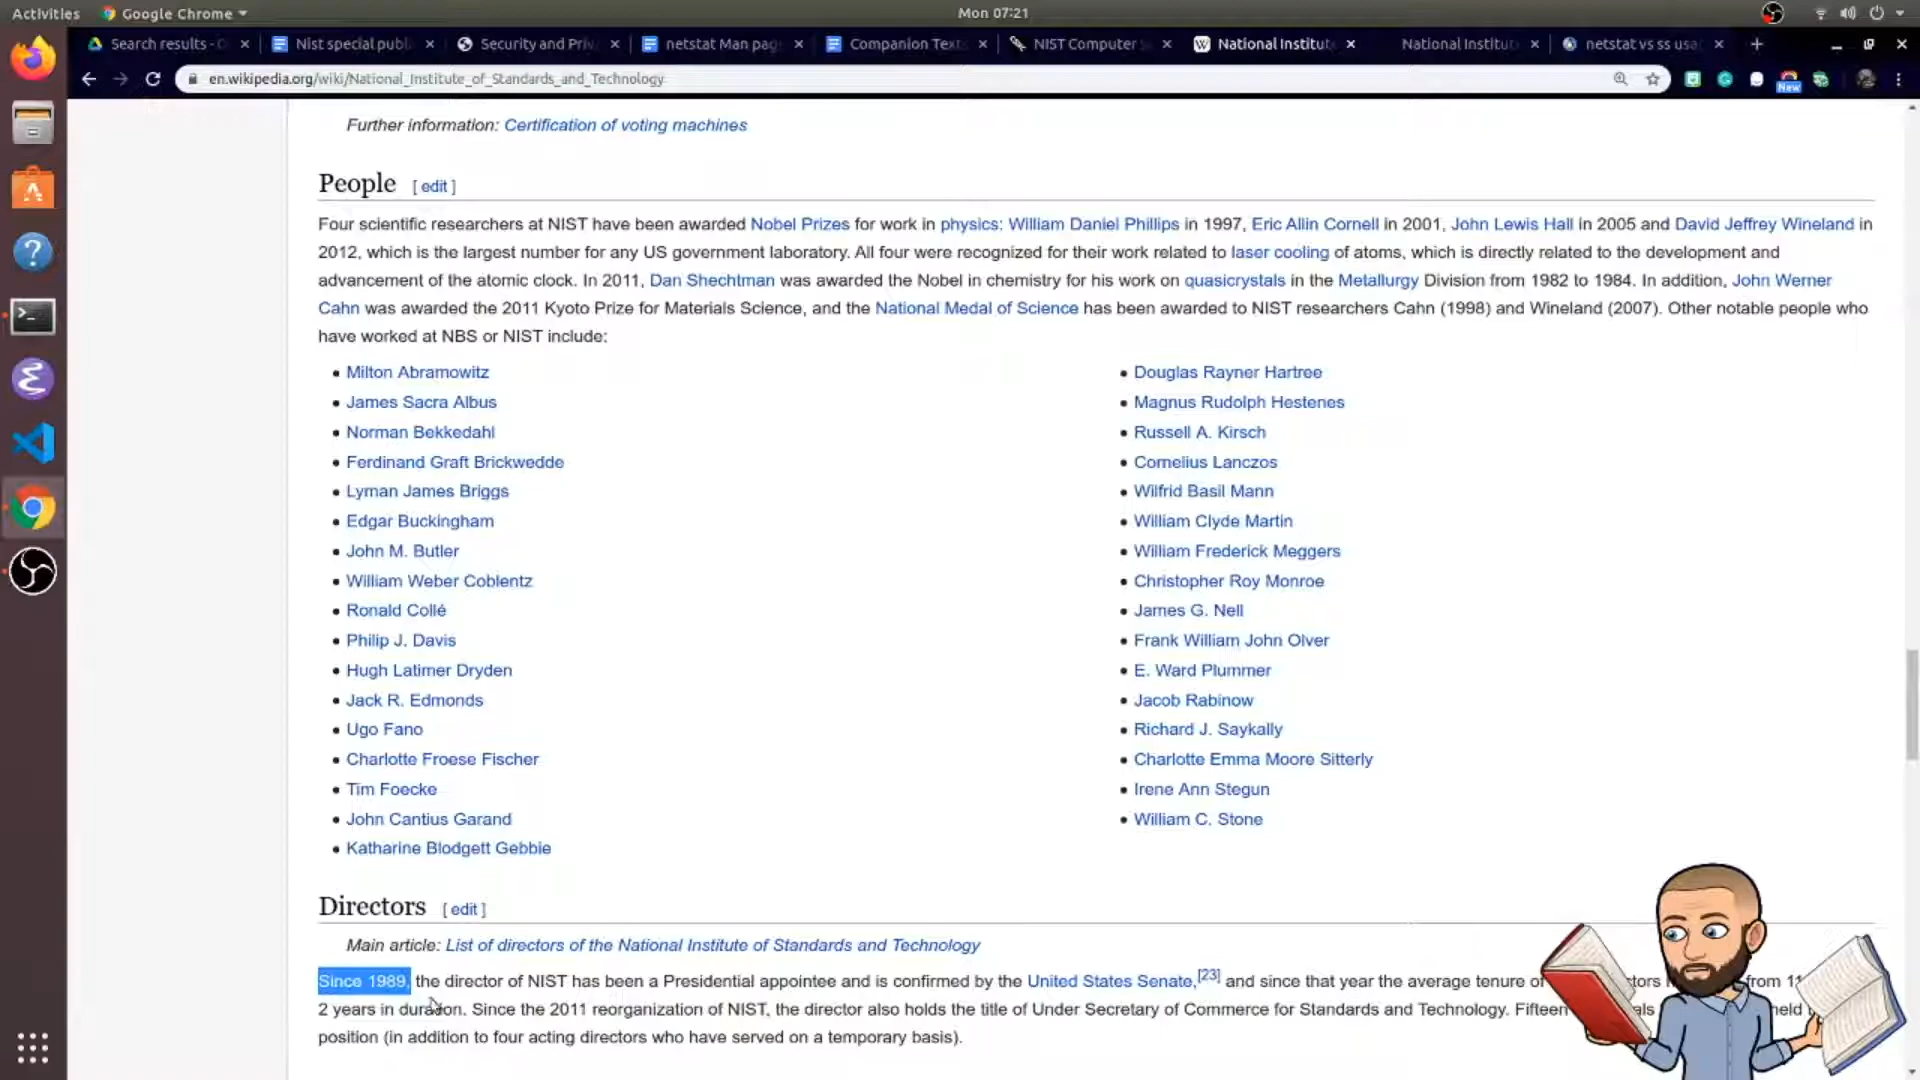 Activities
Google Chrome
Mon 07:21
Search results - 
Nist special publ
Security and Priv
netstat Man pag
Companion Text
NIST Computer S
National Institut
National Institut
netstat vs ss usa
en.wikipedia.org/wiki/National_Institute_of_Standards_and_Technology
New
Further information: Certification of voting machines
People [ edit ]
Four scientific researchers at NIST have been awarded Nobel Prizes for work in physics: William Daniel Phillips in 1997, Eric Allin Cornell in 2001, John Lewis Hall in 2005 and David Jeffrey Wineland in
2012, which is the largest number for any US government laboratory. All four were recognized for their work related to laser cooling of atoms, which is directly related to the development and
advancement of the atomic clock. In 2011, Dan Shechtman was awarded the Nobel in chemistry for his work on quasicrystals in the Metallurgy Division from 1982 to 1984. In addition, John Werner
Cahn was awarded the 2011 Kyoto Prize for Materials Science, and the National Medal of Science has been awarded to NIST researchers Cahn (1998) and Wineland (2007). Other notable people who
have worked at NBS or NIST include:
Milton Abramowitz
James Sacra Albus
Norman Bekkedahl
Ferdinand Graft Brickwedde
Lyman James Briggs
Edgar Buckingham
John M. Butler
William Weber Coblentz
Ronald Collé
Philip J. Davis
Hugh Latimer Dryden
Jack R. Edmonds
Ugo Fano
Charlotte Froese Fischer
Tim Foecke
John Cantius Garand
Katharine Blodgett Gebbie
Douglas Rayner Hartree
Magnus Rudolph Hestenes
Russell A. Kirsch
Cornelius Lanczos
Wilfrid Basil Mann
William Clyde Martin
William Frederick Meggers
Christopher Roy Monroe
James G. Nell
Frank William John Olver
E. Ward Plummer
Jacob Rabinow
Richard J. Saykally
Charlotte Emma Moore Sitterly
Irene Ann Stegun
William C. Stone
Directors [ edit ]
Main article: List of directors of the National Institute of Standards and Technology
Since 1989, the director of NIST has been a Presidential appointee and is confirmed by the United States Senate,[23] and since that year the average tenure of tors from 11
2 years in duration. Since the 2011 reorganization of NIST, the director also holds the title of Under Secretary of Commerce for Standards and Technology. Fifteen als held
position (in addition to four acting directors who have served on a temporary basis).